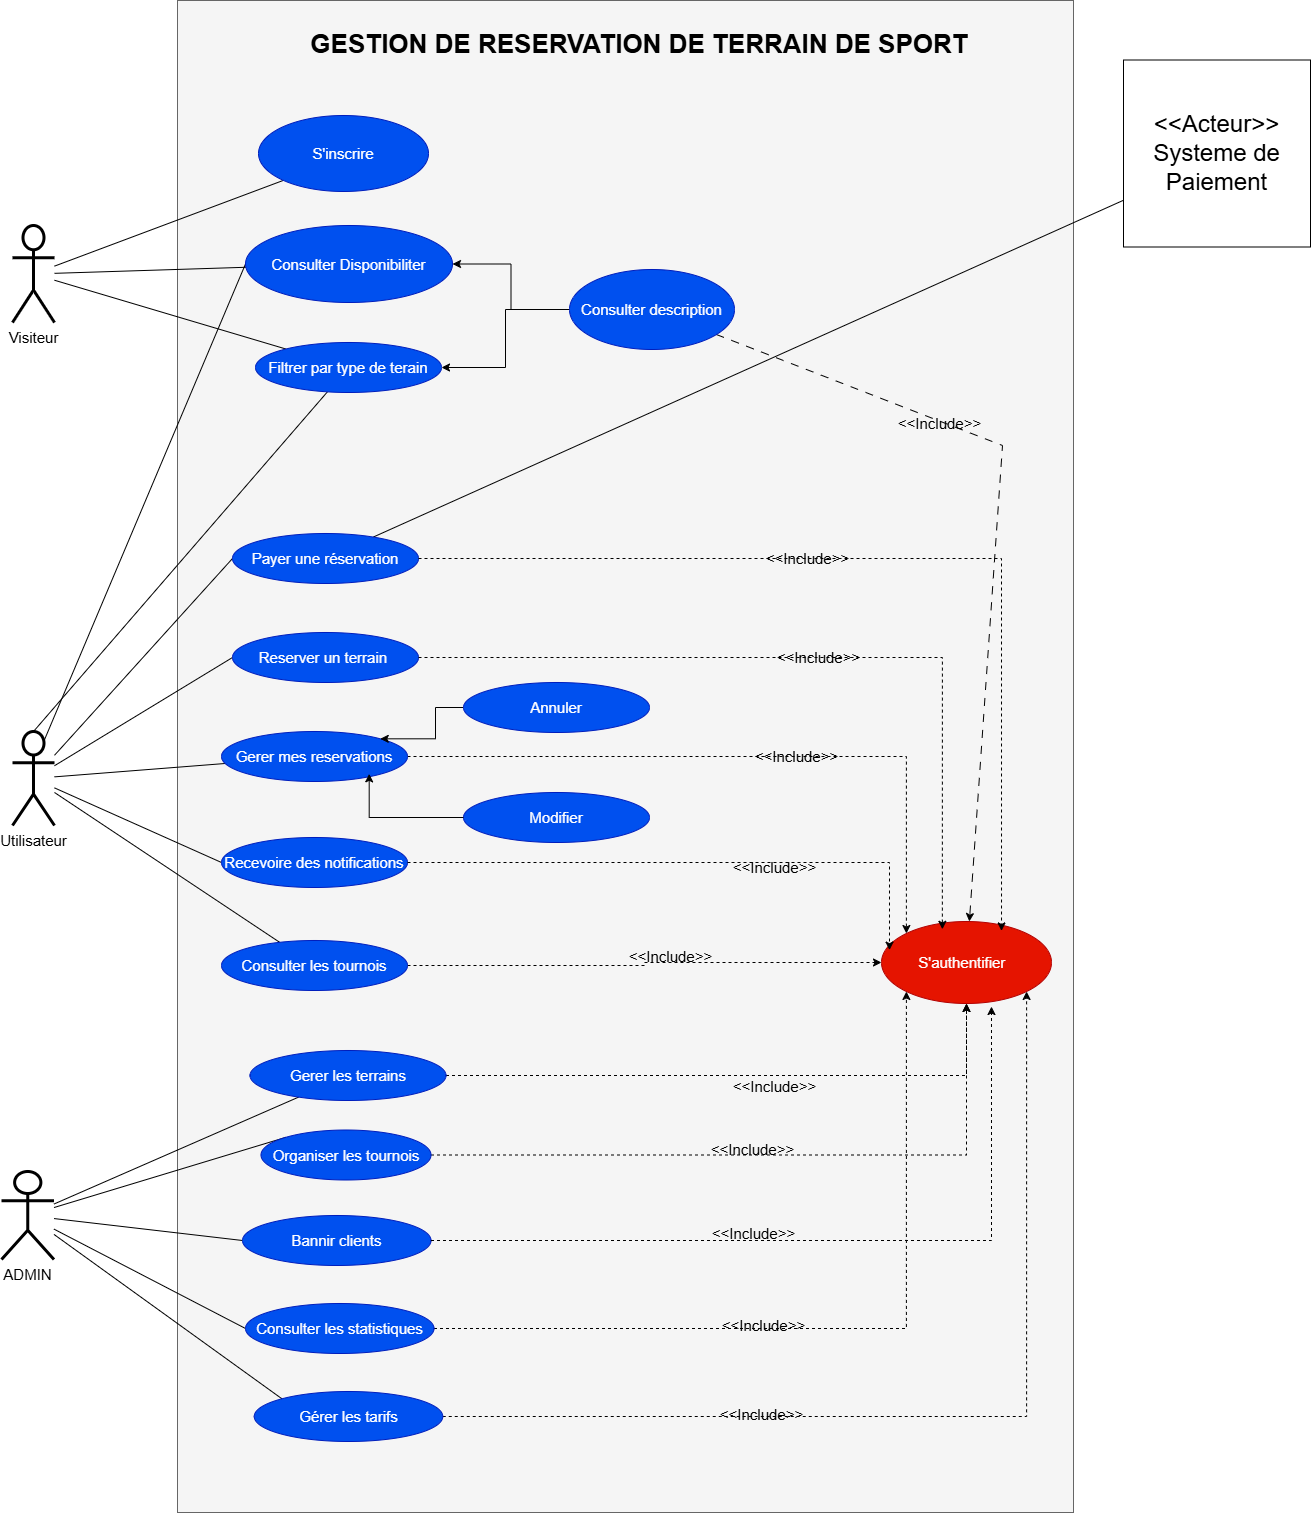 GESTION DE RESERVATION DE TERRAIN DE SPORT
<<Acteur>>
Systeme de
Paiement
S'inscrire
Consulter Disponibiliter
Consulter description
Visiteur
Filtrer par type de terain
<<Include>>
Payer une réservation
<<Include>>
Reserver un terrain
<<Include>>
Annuler
Gerer mes reservations
<<Include>>
Modifier
Utilisateur
Recevoire des notifications
<<Include>>
Consulter les tournois
<<Include>>
S'authentifier
Gerer les terrains
<<Include>>
Organiser les tournois
<<Include>>
Bannir clients
<<Include>>
ADMIN
Consulter les statistiques
<<Include>>
Gérer les tarifs
<<Include>>